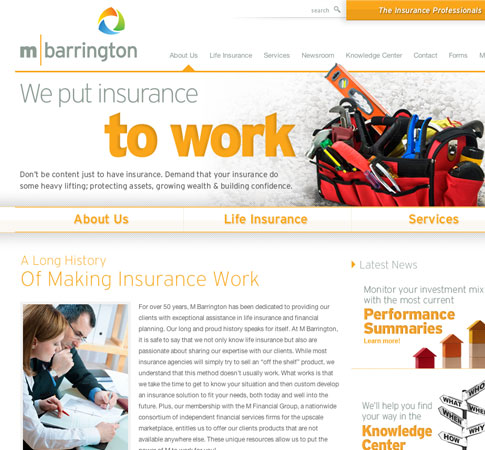 search
The Insurance Professionals
m|barrington
About Us Life Insurance Services Newsroom Knowledge Center Contact Forms M
We put insurance
to work
Don't be content just to have insurance. Demand that your insurance do
some heavy lifting; protecting assets, growing wealth & building confidence.
About Us Life Insurance Services
A Long History
Of Making Insurance Work
For over 50 years, M Barrington has been dedicated to providing our
clients with exceptional assistance in life insurance and financial
planning. Our long and proud history speaks for itself. At M Barrington,
it is safe to say that we not only know life insurance but also are
passionate about sharing our expertise with our clients. While most
insurance agencies will simply try to sell an "off the shelf" product, we
understand that this method doesn't usually work. What works is that
we take the time to get to know your situation and then custom develop
an insurance solution to fit your needs, both today and well into the
future. Plus, our membership with the M Financial Group, a nationwide
consortium of independent financial services firms for the upscale
marketplace, entitles us to offer our clients products that are not
available anywhere else. These unique resources allow us to put the
power of M to work for you!
Latest News
Monitor your investment mix
with the most current
Performance
Summaries
Learn more!
We'll help you find
your way in the
Knowledge
Center
WHAT
WHO
WHEN
WHERE
HOW
WHY